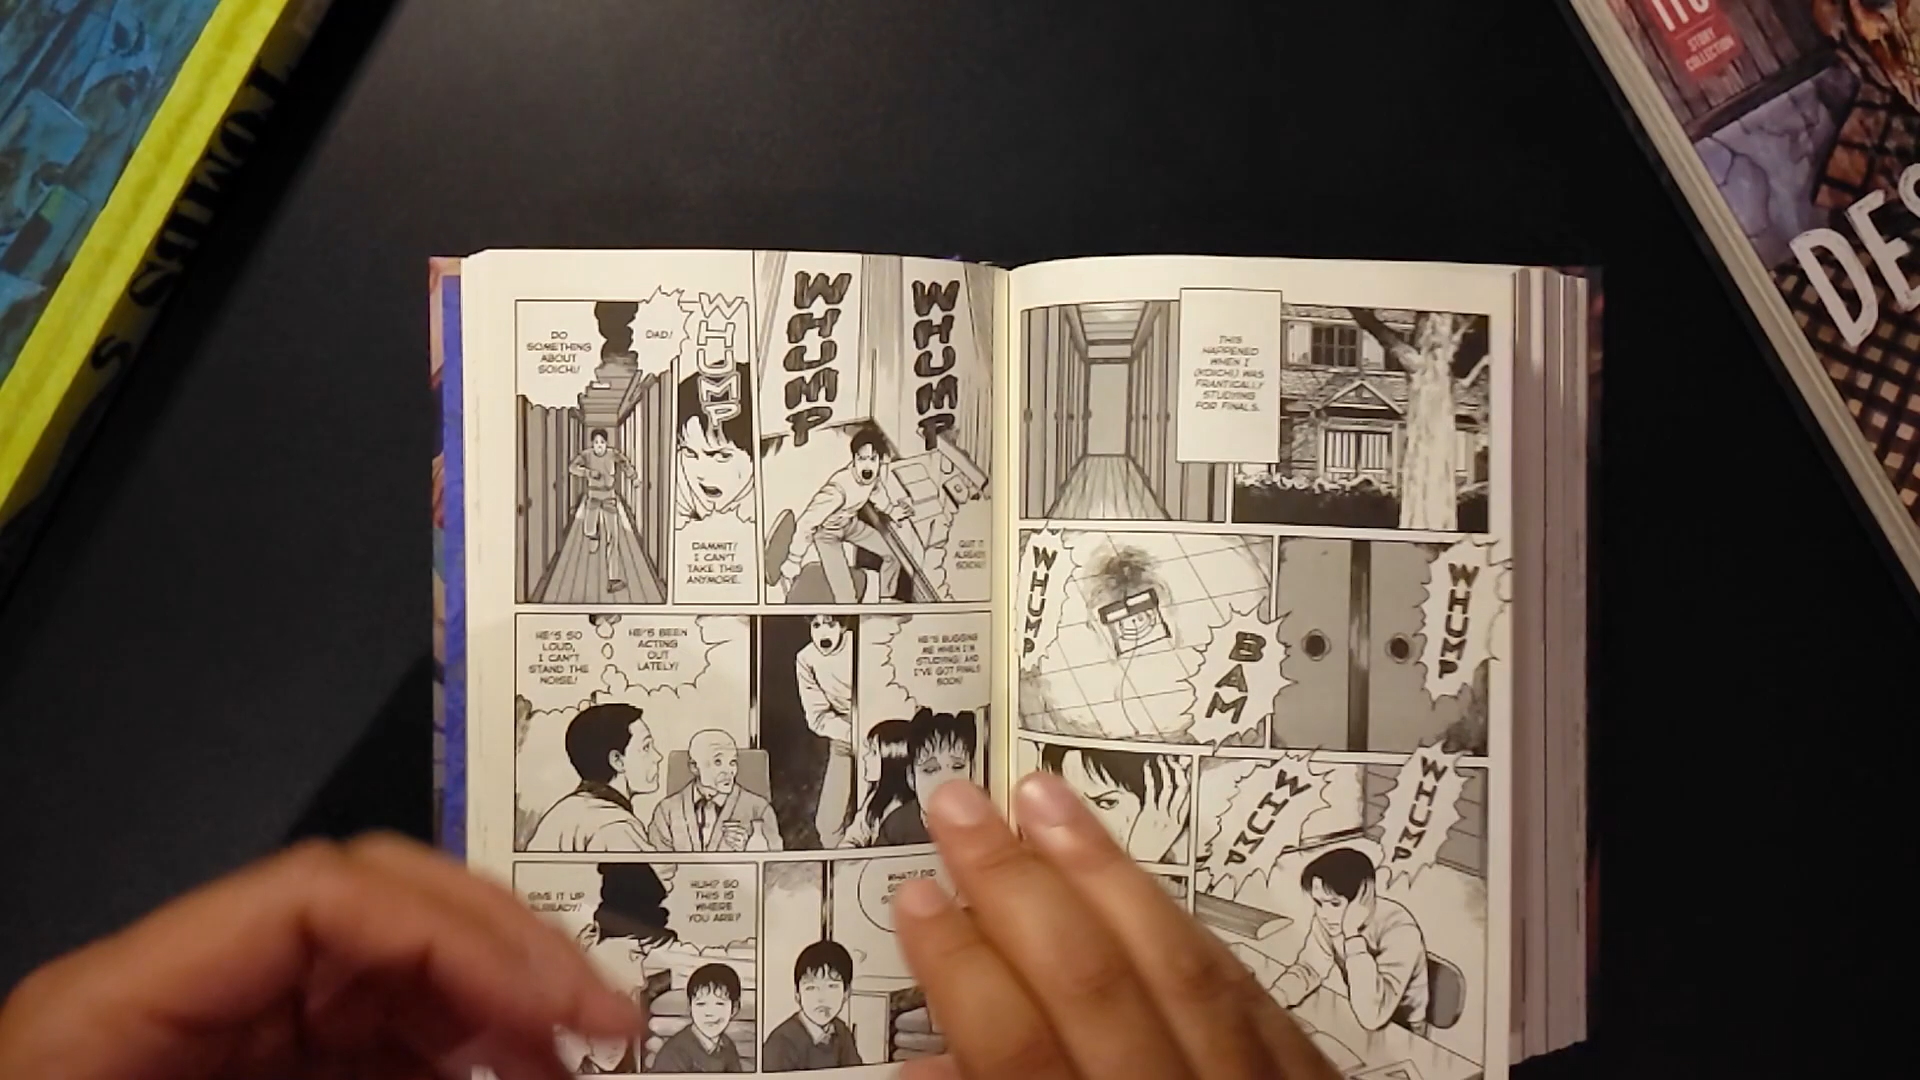 THIS
HAPPENED
WHEN I
(KOICHI) WAS
FRANTICALLY
STUDYING
FOR FINALS.
WHUMP
BAM
WHUMP
WHUMP
WHUMP
WHUMP
WHUMP
QUIT IT
ALREADY,
SOICHI!
WHUMP
DAMMIT!
I CAN'T
TAKE THIS
ANYMORE.
DAD!
DO
SOMETHING
ABOUT
SOICHI!
HE'S BUGGING
ME WHEN I'M
STUDYING! AND
I'VE GOT FINALS
SOON!
HE'S BEEN
ACTING
OUT
LATELY!
HE'S SO
LOUD,
I CAN'T
STAND THE
NOISE!
WHAT? DID
HUH? SO
THIS IS
WHERE
YOU ARE?
GIVE IT UP
ALREADY!
STORY
COLLECTION
DES